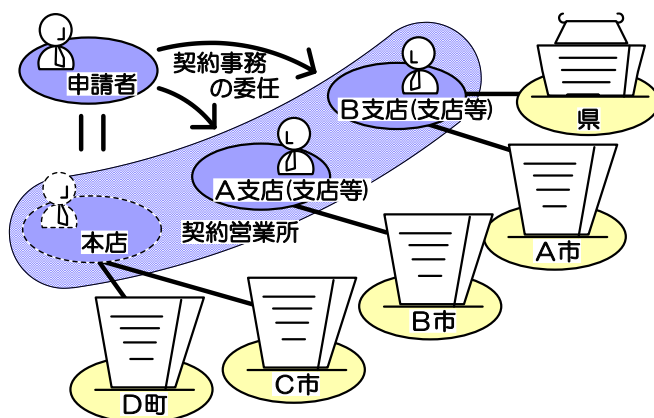 申請者
契約事務
の委任
B支店(支店等)
県
A支店(支店等)
A市
本店
契約営業所
B市
C市
D町